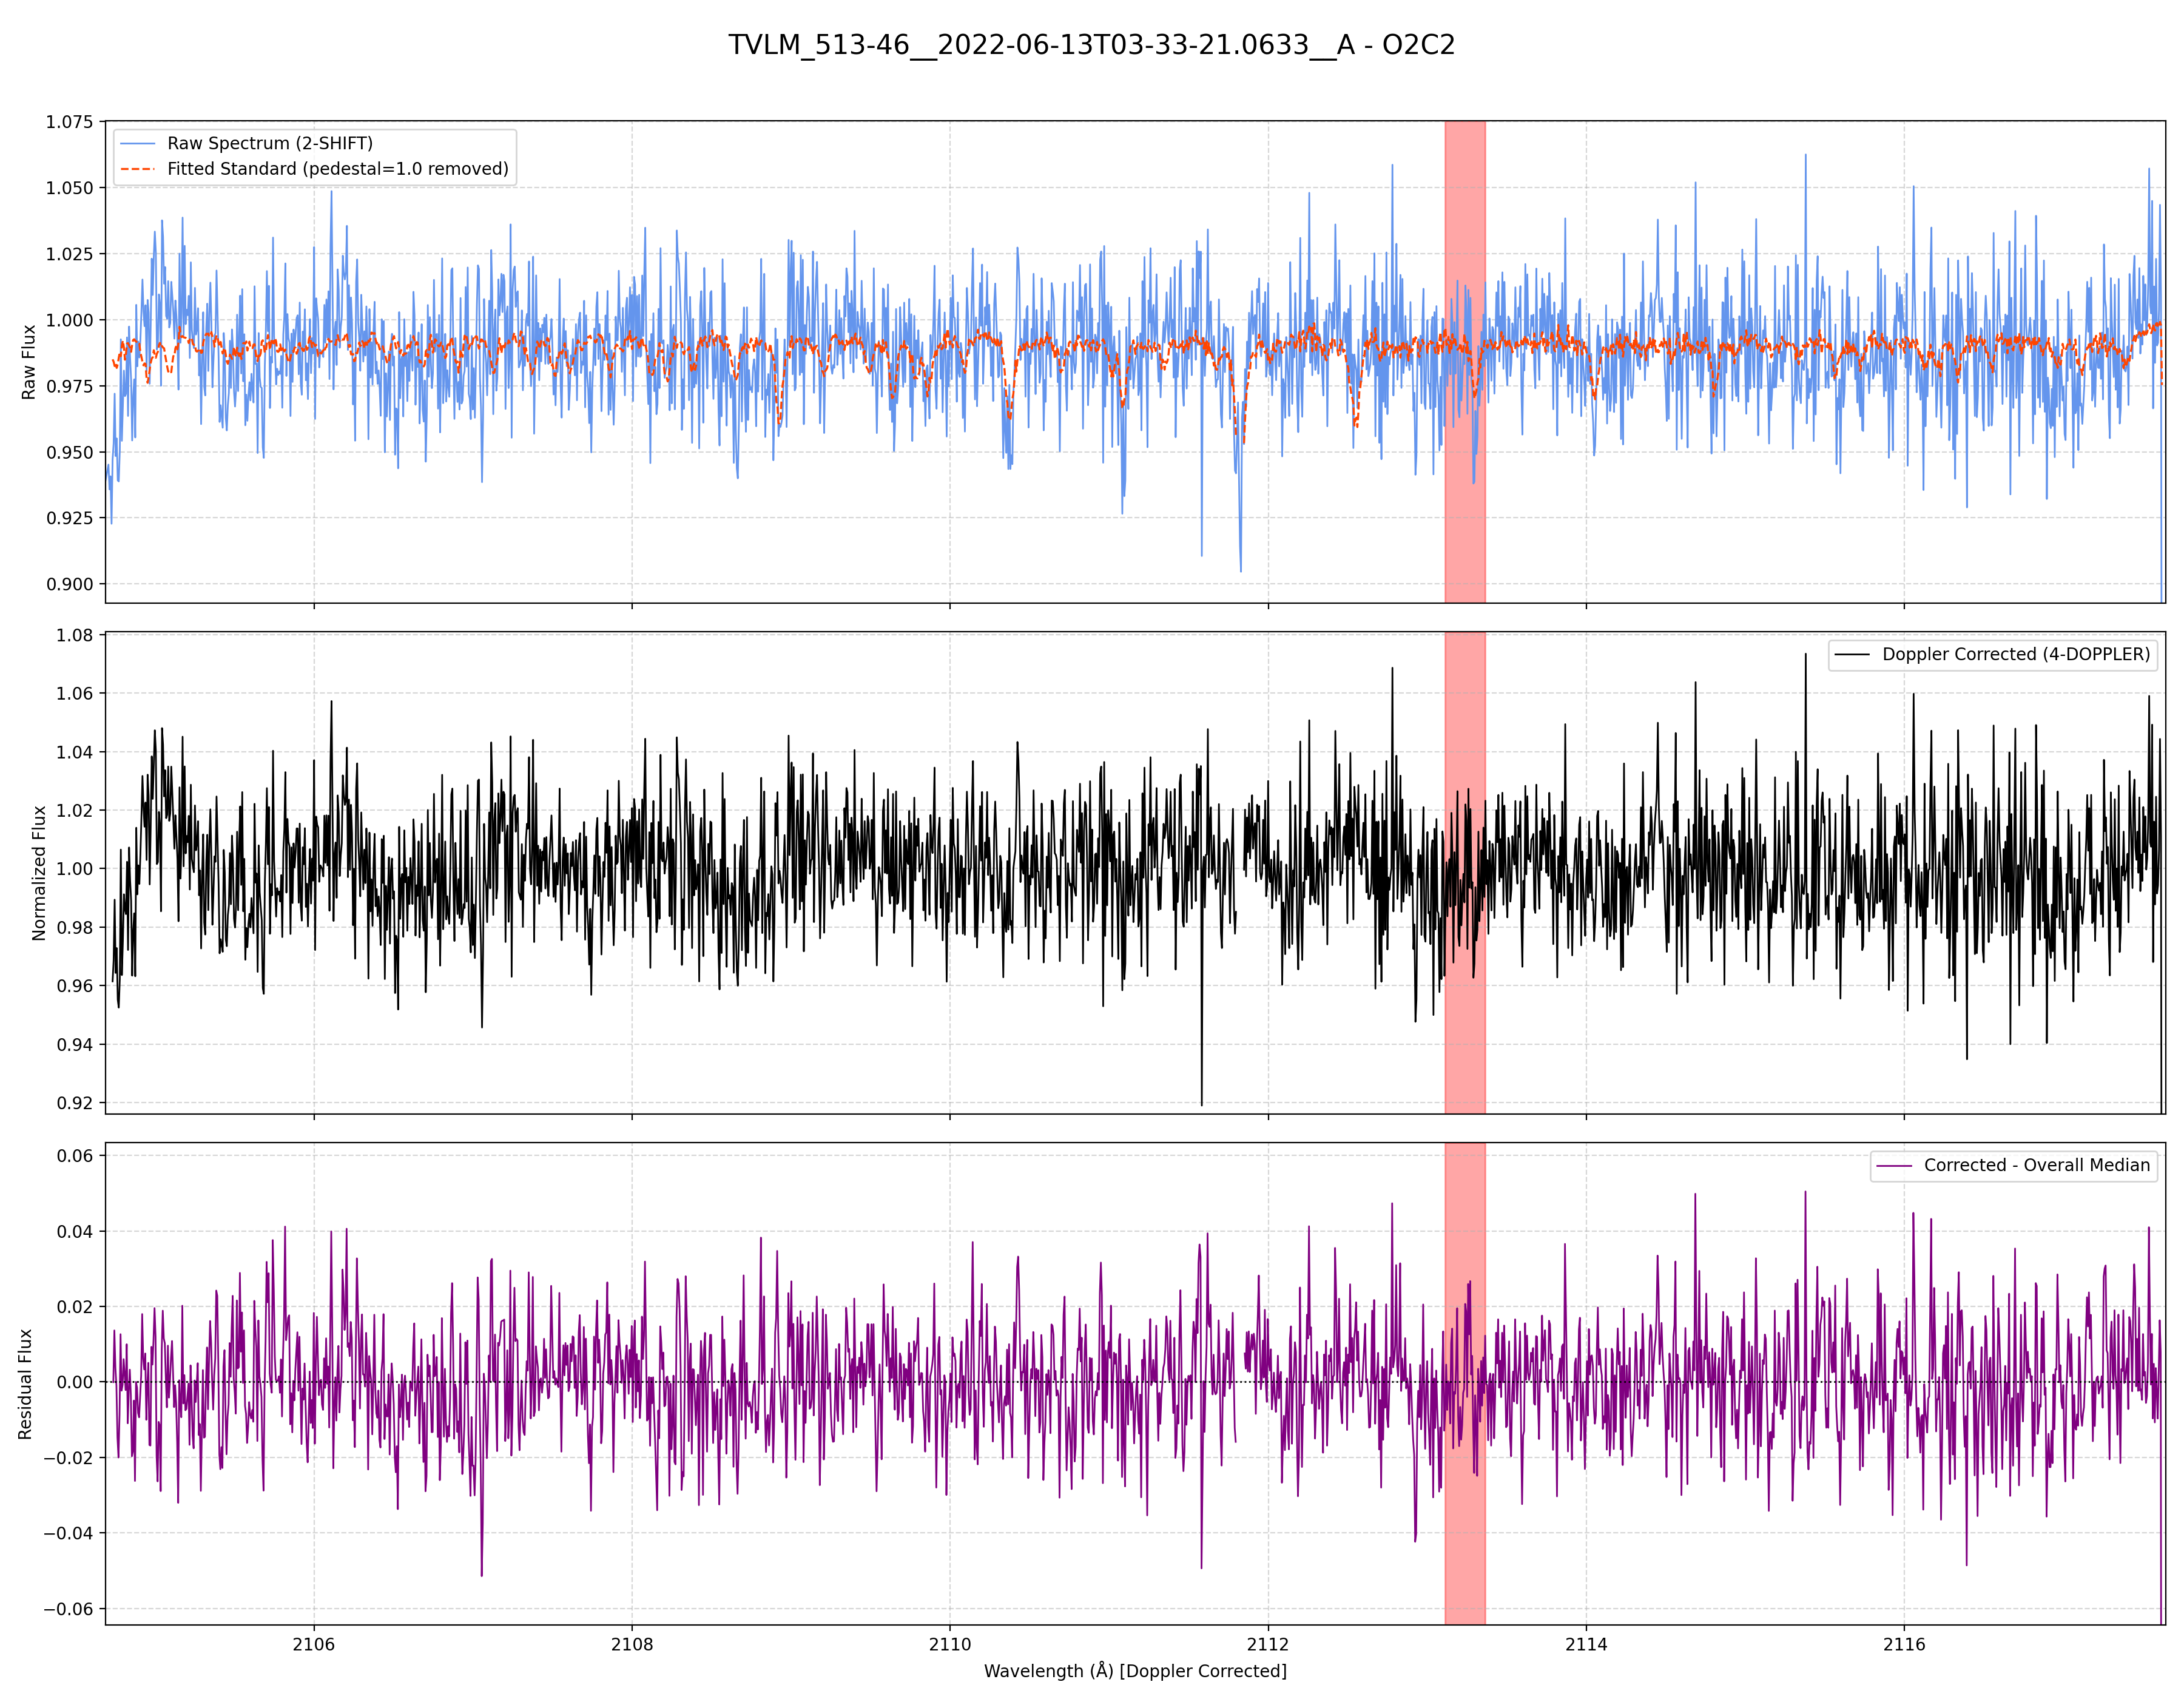 TVLM_513-46__2022-06-13T03-33-21.0633__A - O2C2
1.075
1.050
1.025
1.000
0.975
0.950
0.925
0.900
Raw Flux
Raw Spectrum (2-SHIFT)
Fitted Standard (pedestal=1.0 removed)
1.08
1.06
1.04
1.02
1.00
0.98
0.96
0.94
0.92
Normalized Flux
Doppler Corrected (4-DOPPLER)
0.06
0.04
0.02
0.00
−0.02
−0.04
−0.06
Residual Flux
Corrected - Overall Median
2106 2108 2110 2112 2114 2116
Wavelength (Å) [Doppler Corrected]